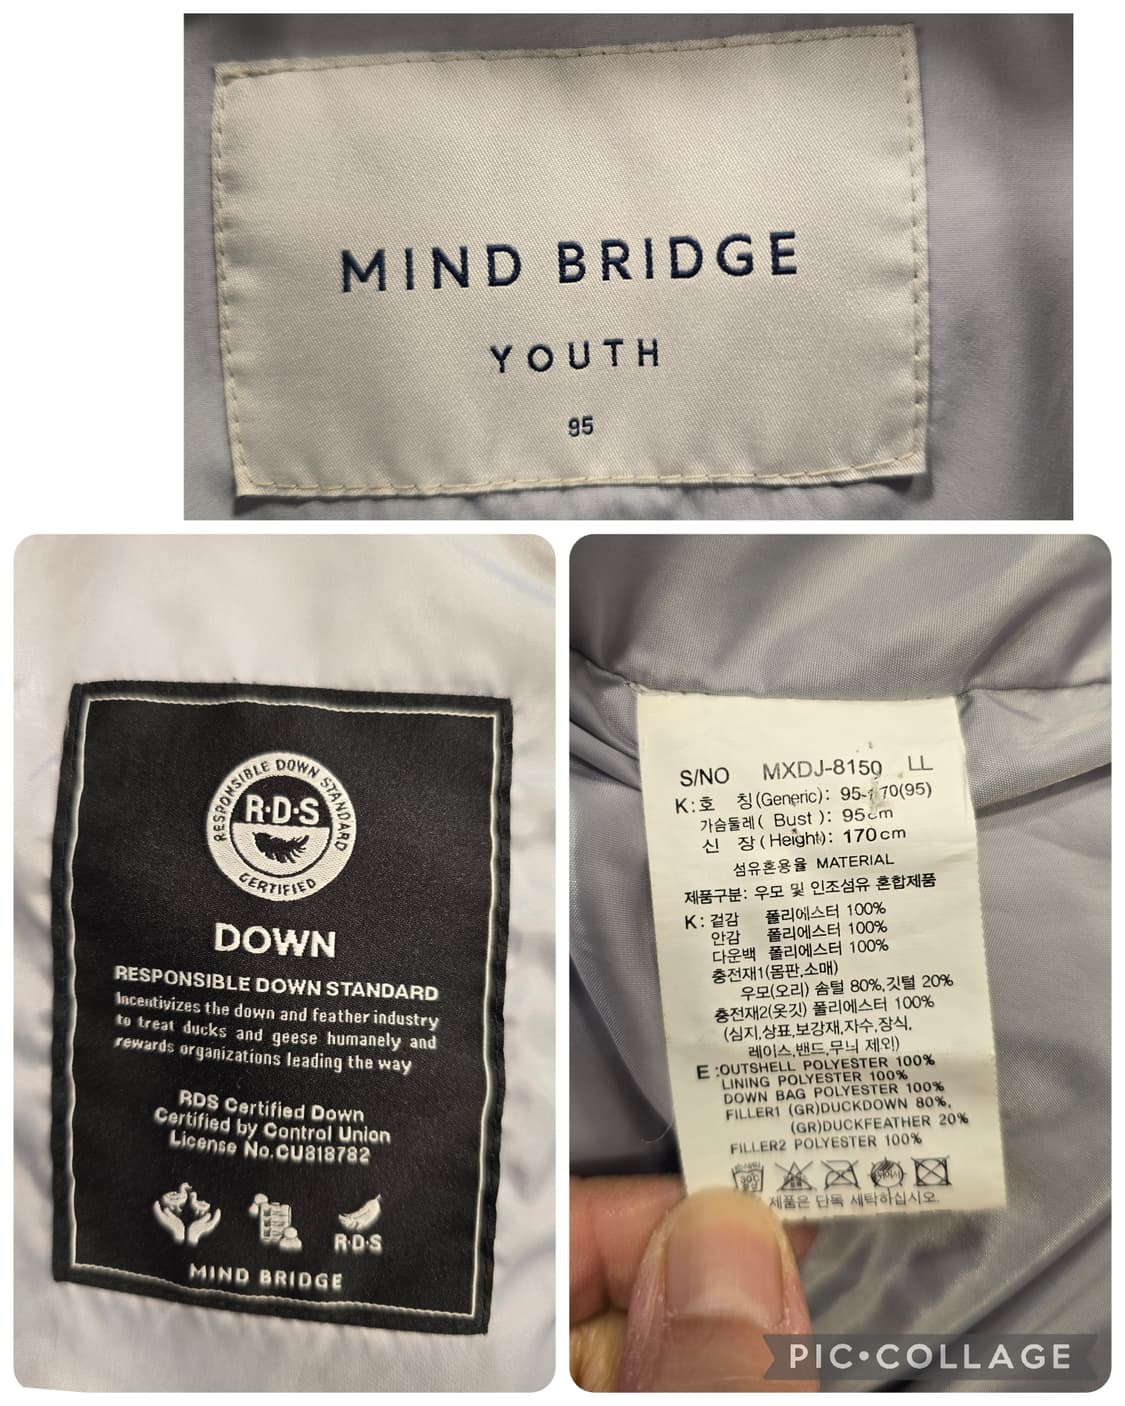 MIND BRIDGE
YOUTH
95
RESPONSIBLE DOWN STANDARD
R·D·S
CERTIFIED
DOWN
RESPONSIBLE DOWN STANDARD
Incentivizes the down and feather industry
to treat ducks and geese humanely and
rewards organizations leading the way
RDS Certified Down
Certified by Control Union
License No.CU818782
R·D·S
MIND BRIDGE
S/NO MXDJ-8150 LL
K:호 칭(Generic): 95-170(95)
가슴둘레( Bust ): 95cm
신 장(Height): 170cm
섬유혼용율 MATERIAL
제품구분: 우모 및 인조섬유 혼합제품
K: 겉감 폴리에스터 100%
안감 폴리에스터 100%
다운백 폴리에스터 100%
충전재1(몸판,소매)
우모(오리) 솜털 80%,깃털 20%
충전재2(옷깃) 폴리에스터 100%
(심지,상표,보강재,자수,장식,
레이스,밴드,무늬 제외)
E :OUTSHELL POLYESTER 100%
LINING POLYESTER 100%
DOWN BAG POLYESTER 100%
FILLER1 (GR)DUCKDOWN 80%,
(GR)DUCKFEATHER 20%
FILLER2 POLYESTER 100%
제품은 단독 세탁하십시오.
PIC•COLLAGE